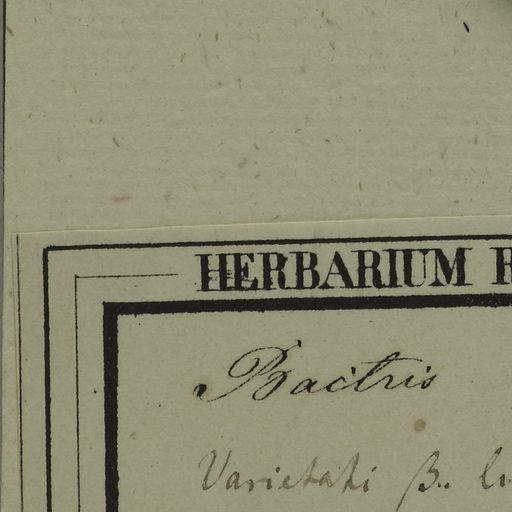 HERBARIUM
Bactris
Varietati β.